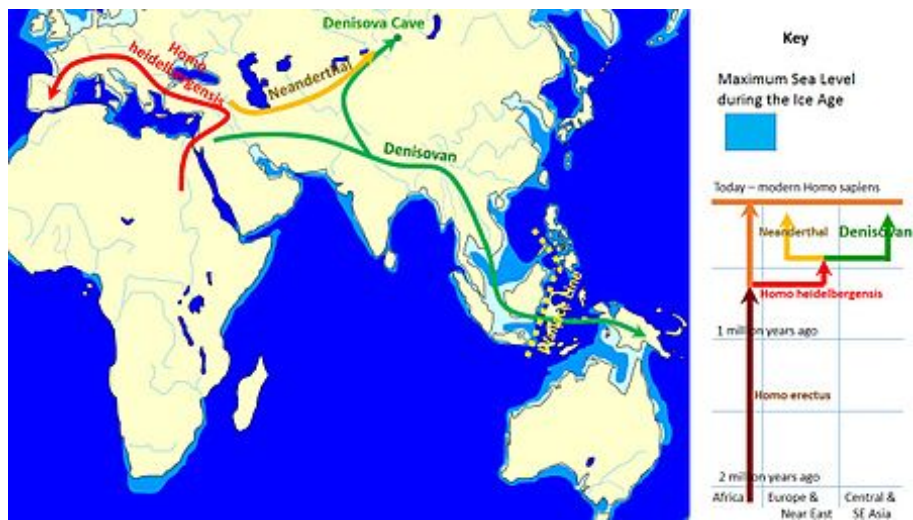 Denisova Cave
Homo
heidelbergensis
Neanderthal
Denisovan
Key
Maximum Sea Level
during the Ice Age
Today – modern Homo sapiens
Neanderthal
Denisovan
Homo heidelbergensis
1 million years ago
Homo erectus
2 million years ago
Africa
Europe &
Near East
Central &
SE Asia